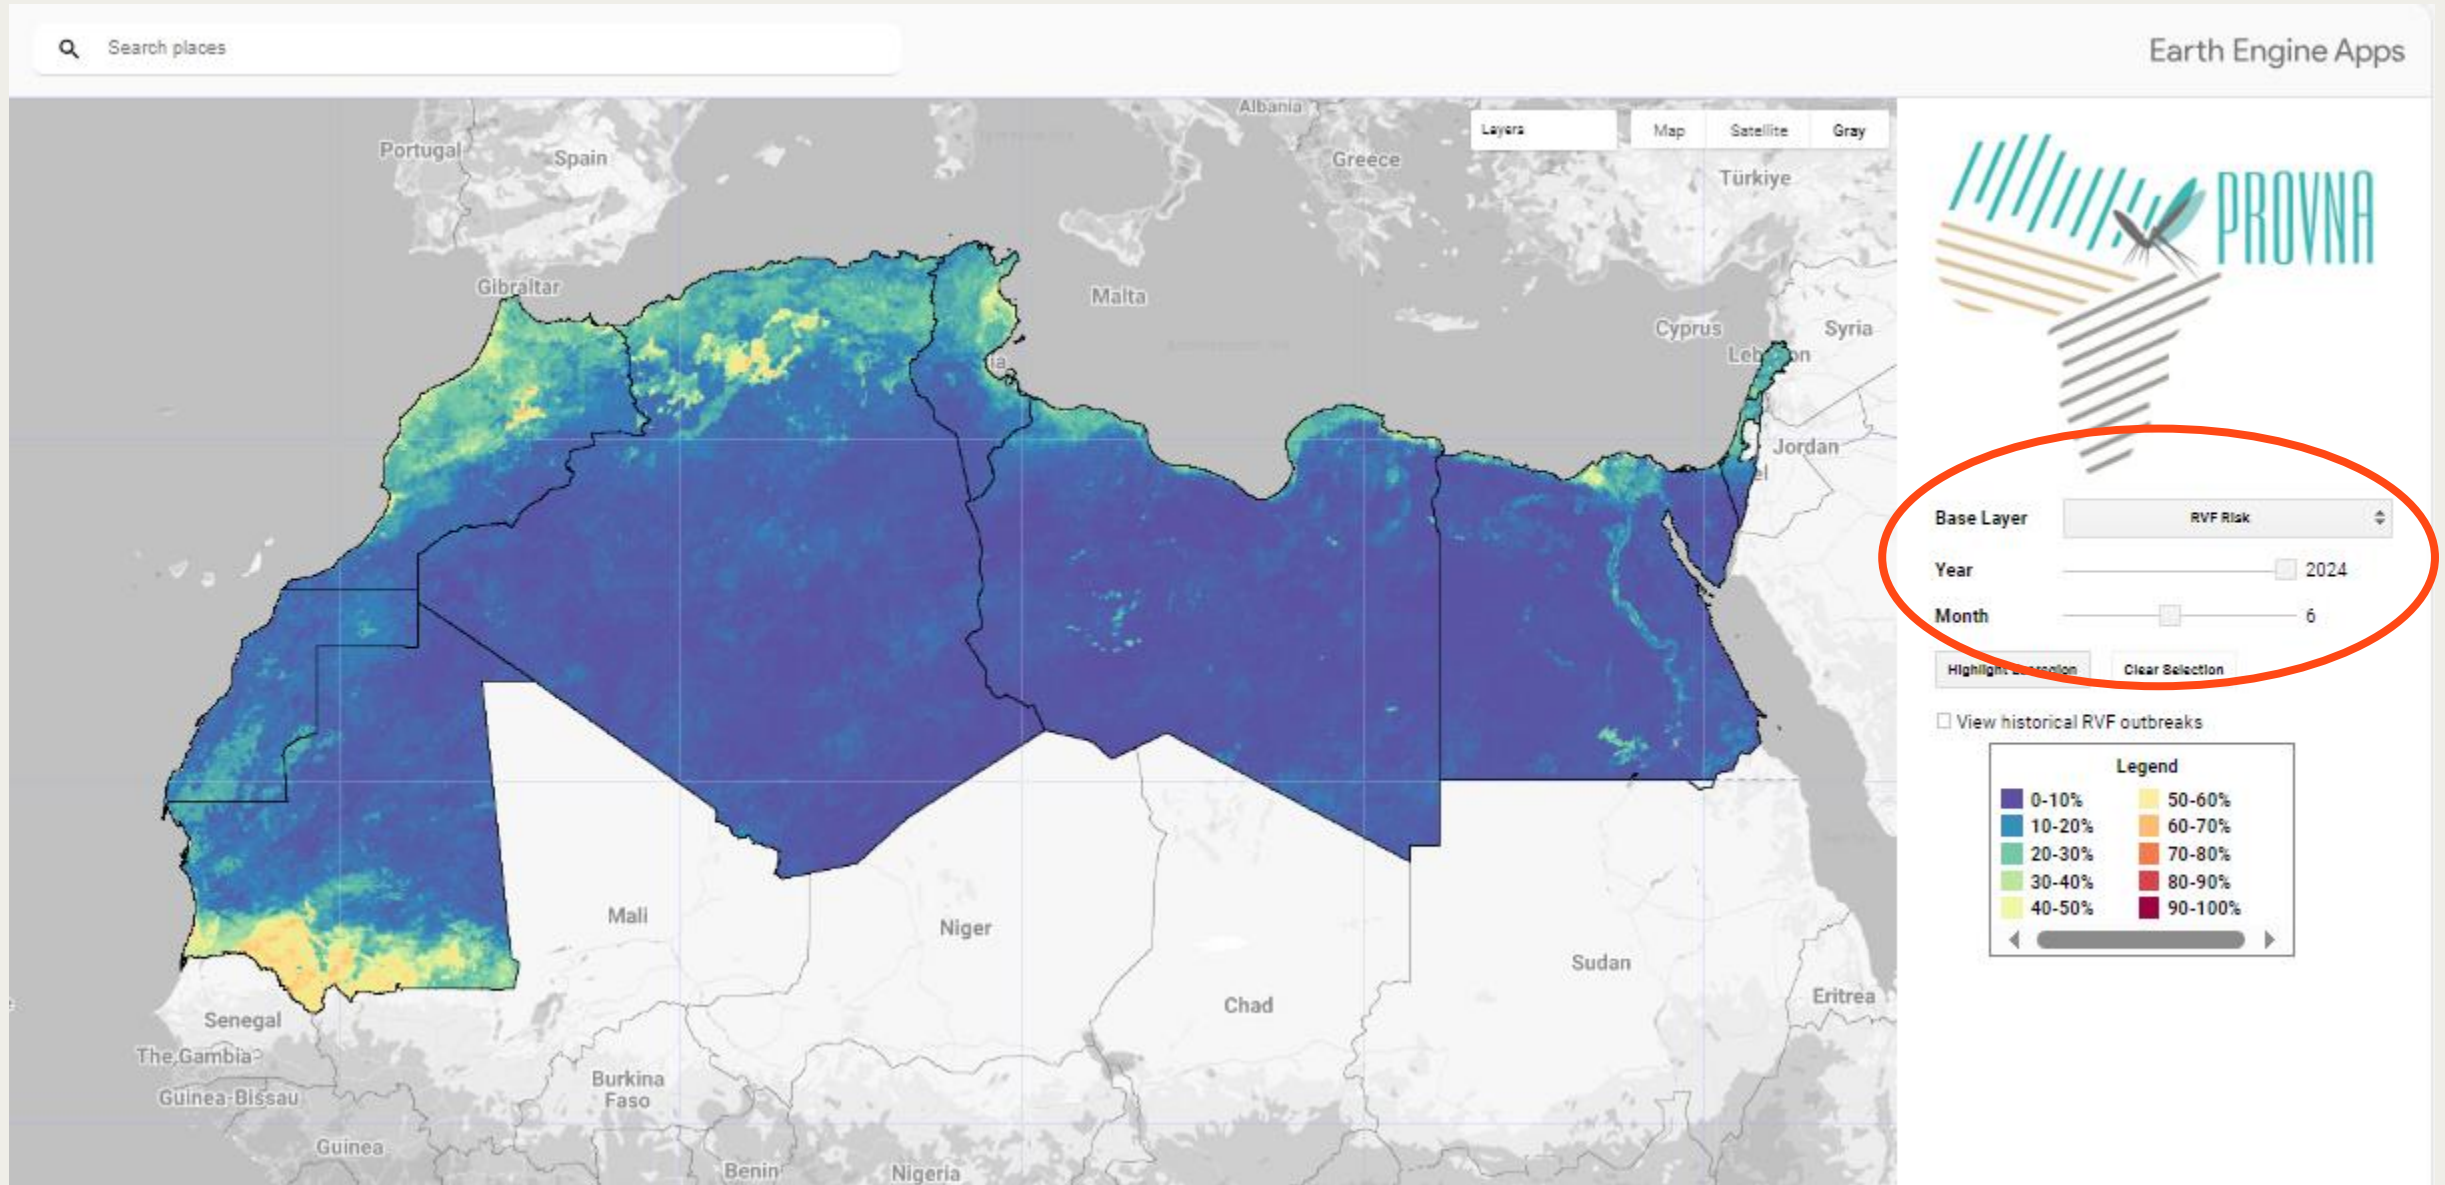 Search places
Earth Engine Apps
Layers
Map Satellite Gray
Albania
Portugal
Spain
Greece
Türkiye
PROVNA
Gibraltar
Malta
Cyprus
Syria
Jordan
Base Layer RVF Risk
Year 2024
Month 6
Highlight
Clear Selection
View historical RVF outbreaks
Legend
0-10% 50-60%
10-20% 60-70%
20-30% 70-80%
30-40% 80-90%
40-50% 90-100%
Mali
Niger
Chad
Sudan
Eritrea
Senegal
The Gambia
Guinea-Bissau
Guinea
Burkina
Faso
Benin
Nigeria